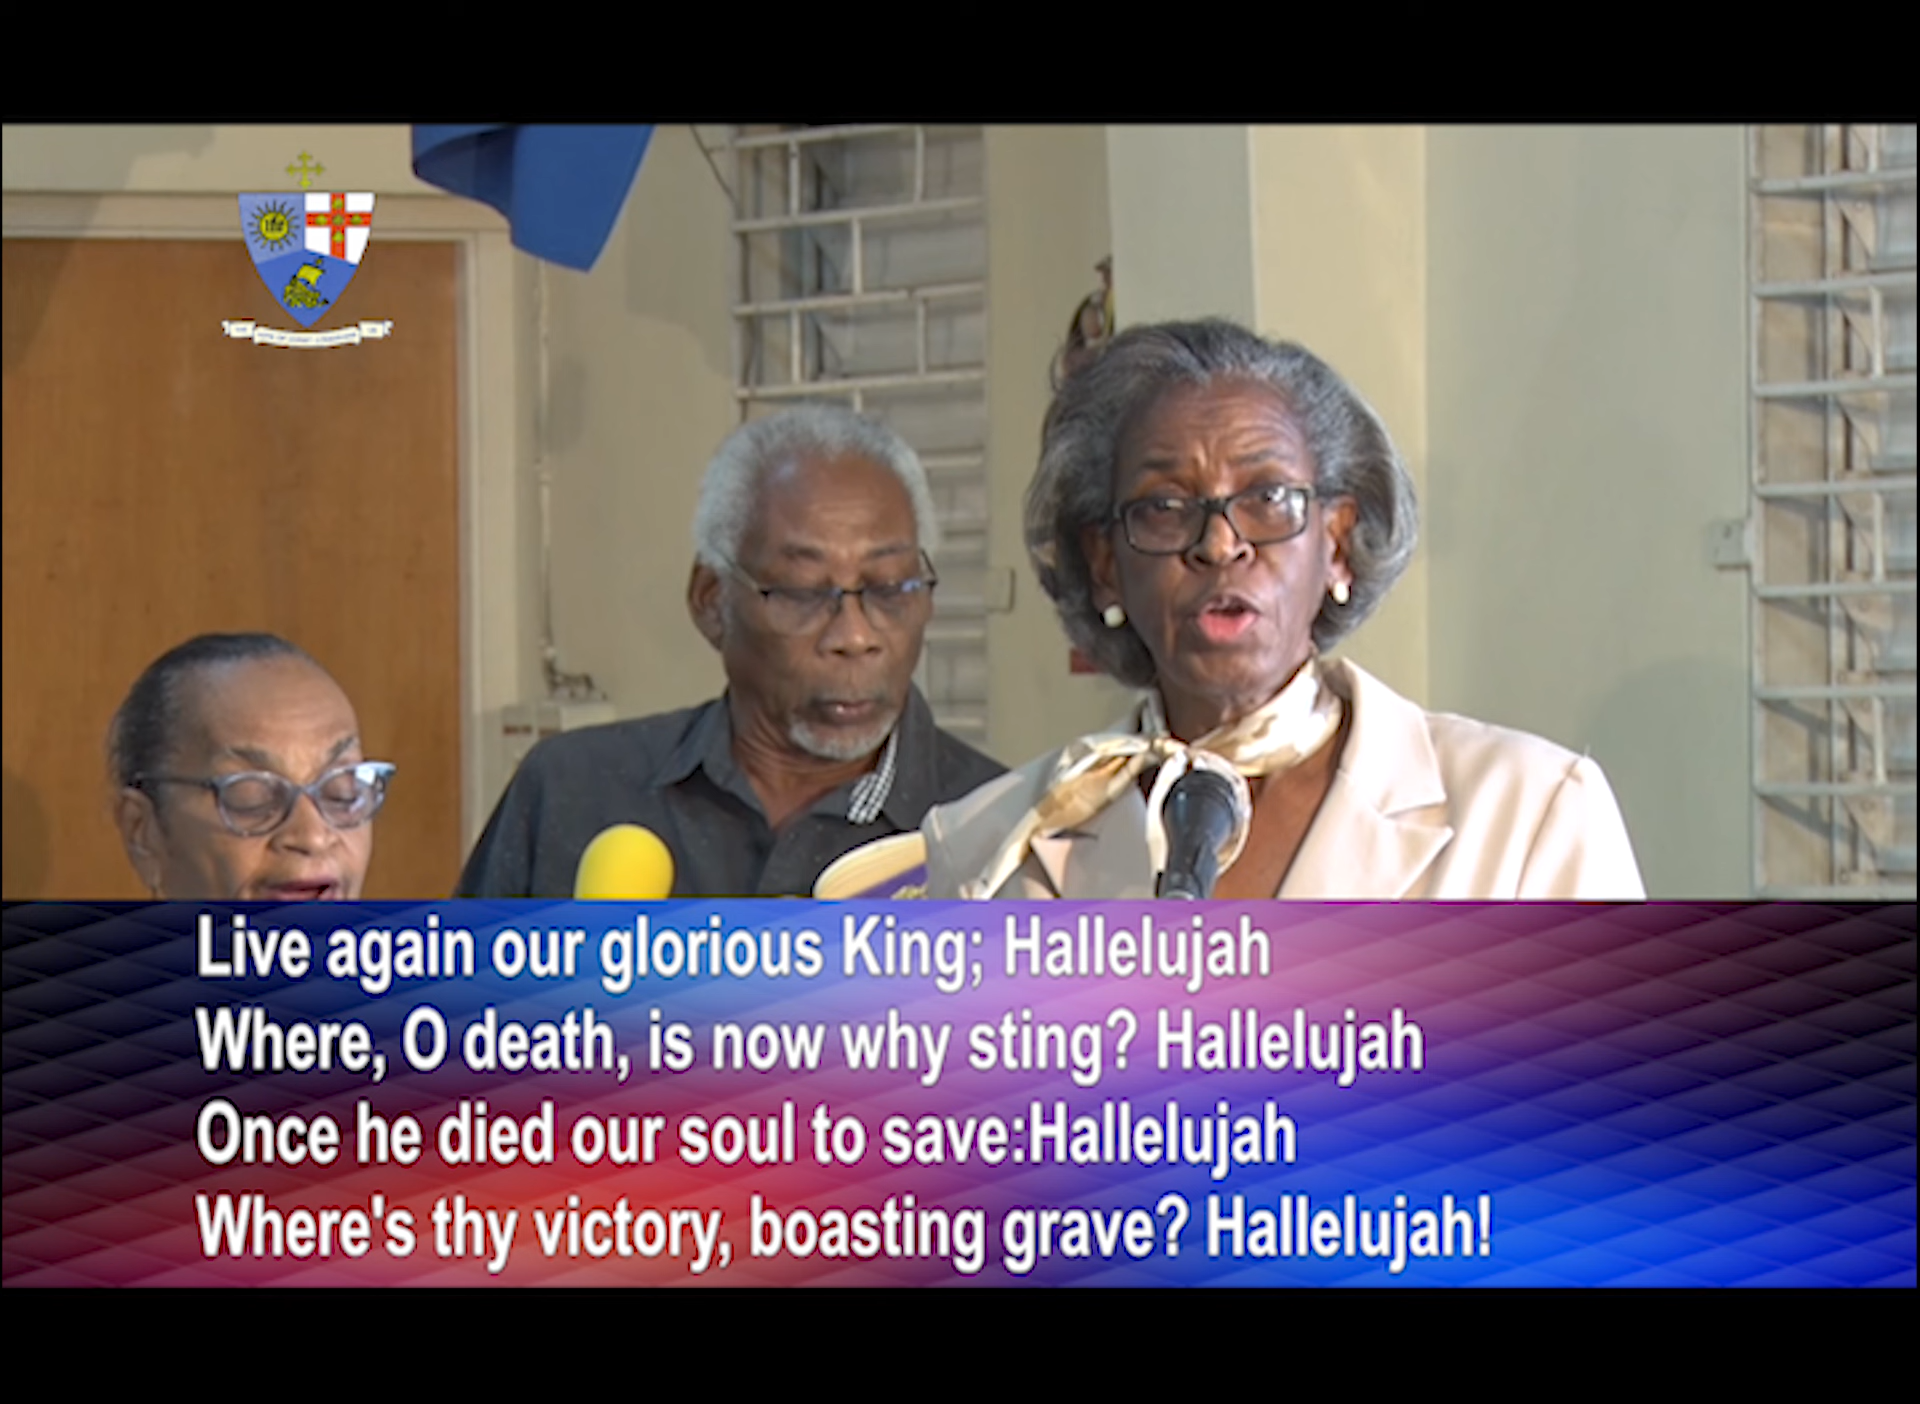 Live again our glorious King; Hallelujah
Where, O death, is now why sting? Hallelujah
Once he died our soul to save:Hallelujah
Where's thy victory, boasting grave? Hallelujah!